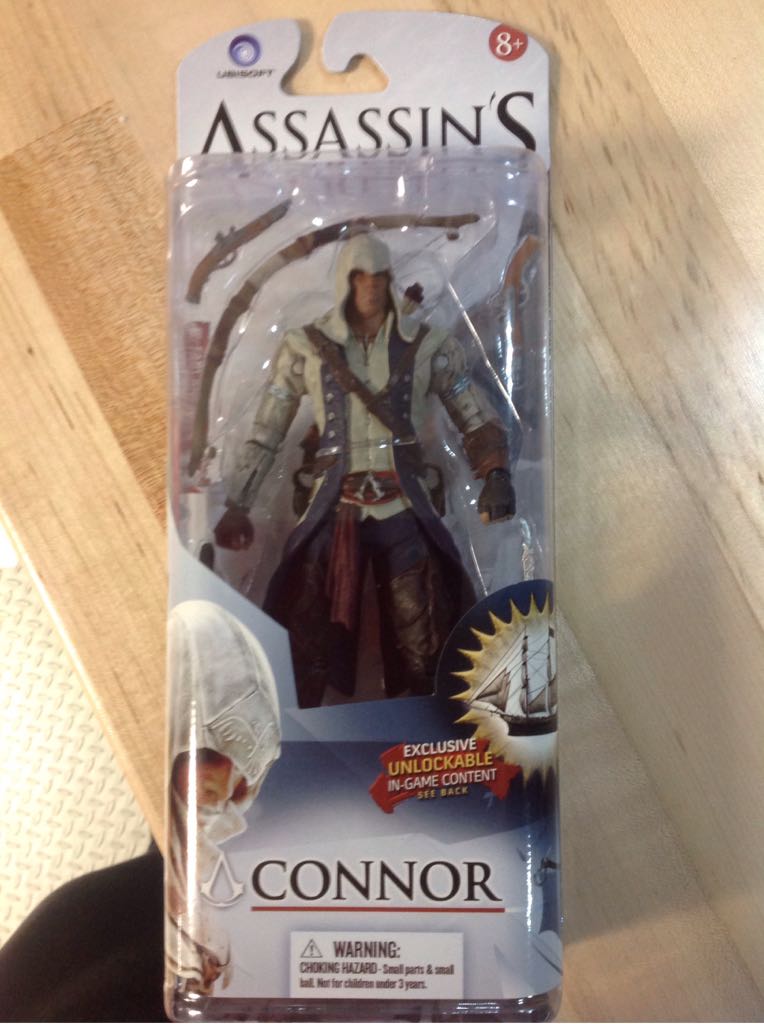 UBISOFT
8+
ASSASSIN'S
EXCLUSIVE
UNLOCKABLE
IN-GAME CONTENT
SEE BACK
CONNOR
WARNING:
CHOKING HAZARD - Small parts & small
ball. Not for children under 3 years.